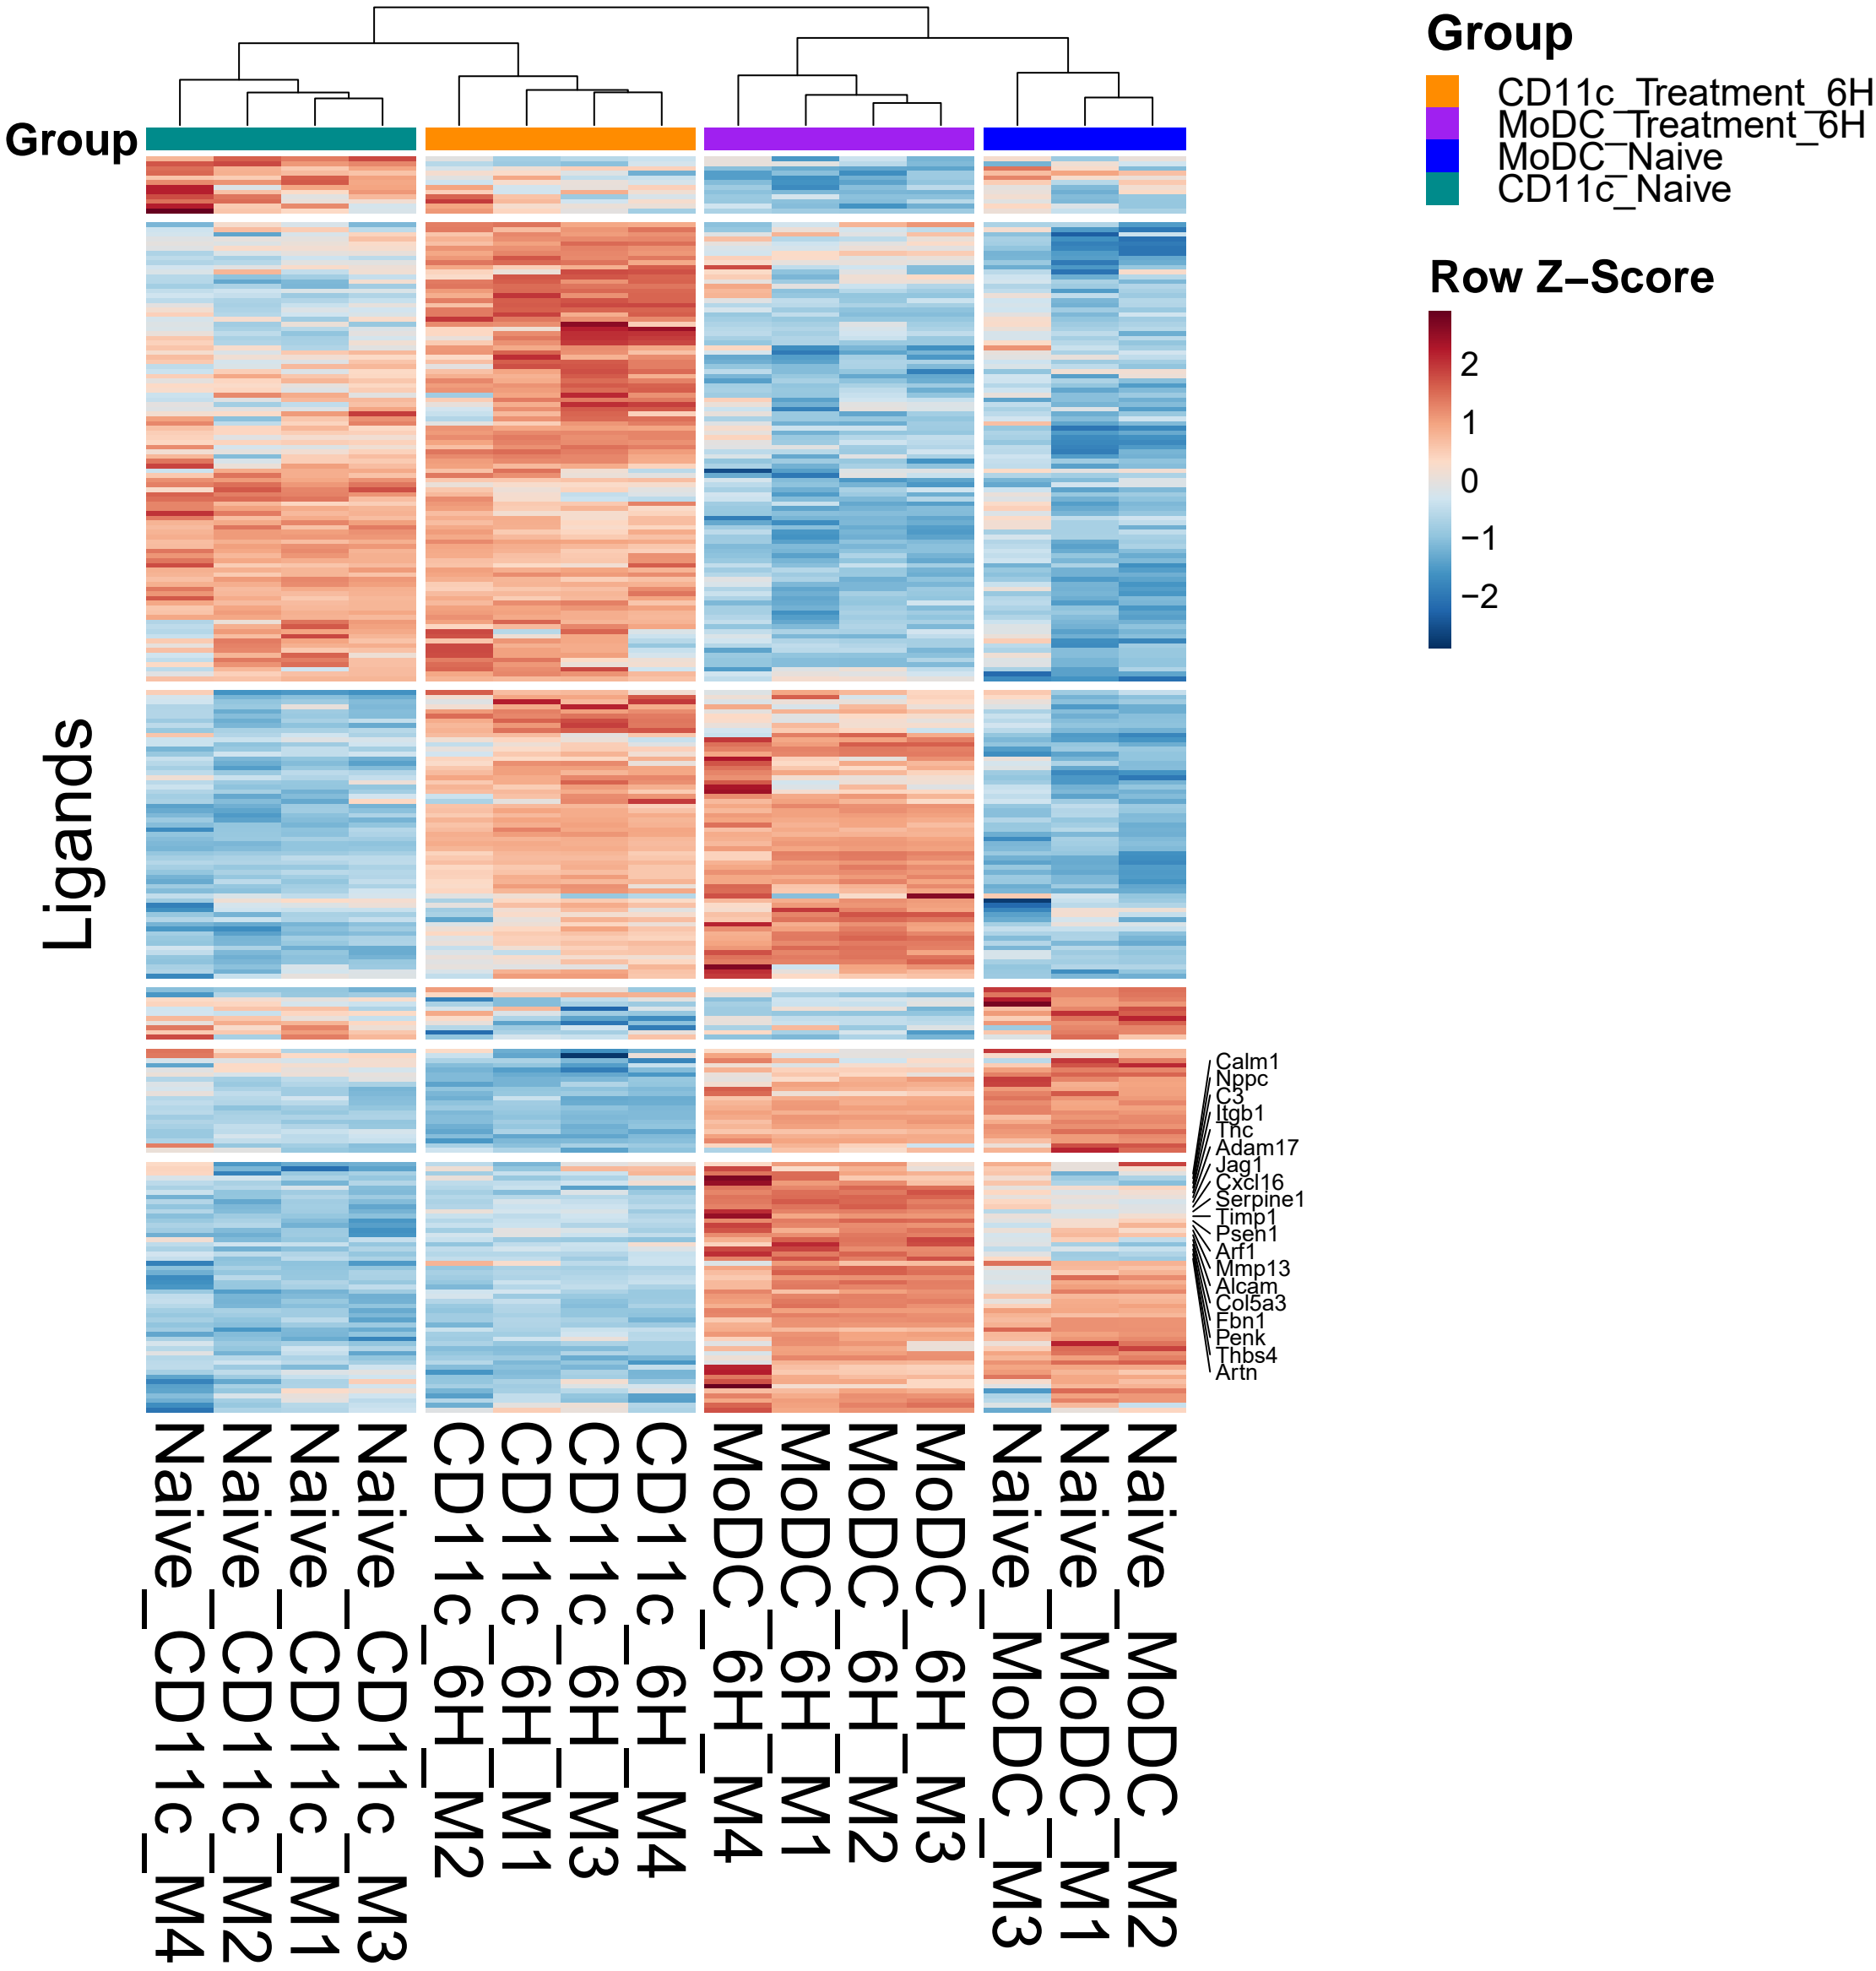 Group
CD11c_Treatment_6H
MoDC_Treatment_6H
MoDC_Naive
CD11c_Naive
Group
Row Z−Score
2
1
0
−1
−2
Ligands
Calm1
Nppc
C3
Itgb1
Tnc
Adam17
Jag1
Cxcl16
Serpine1
Timp1
Psen1
Arf1
Mmp13
Alcam
Col5a3
Fbn1
Penk
Thbs4
Artn
Naive_CD11c_M4
Naive_CD11c_M2
Naive_CD11c_M1
Naive_CD11c_M3
CD11c_6H_M2
CD11c_6H_M1
CD11c_6H_M3
CD11c_6H_M4
MoDC_6H_M4
MoDC_6H_M1
MoDC_6H_M2
MoDC_6H_M3
Naive_MoDC_M3
Naive_MoDC_M1
Naive_MoDC_M2